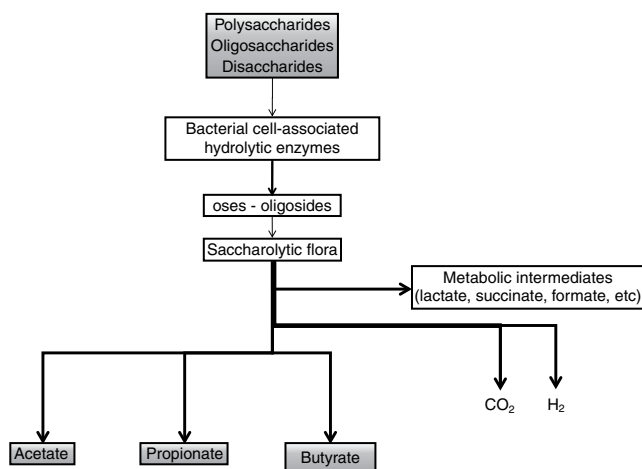 Polysaccharides
Oligosaccharides
Disaccharides
Bacterial cell-associated
hydrolytic enzymes
oses - oligosides
Saccharolytic flora
Metabolic intermediates
(lactate, succinate, formate, etc)
CO₂
H₂
Acetate
Propionate
Butyrate